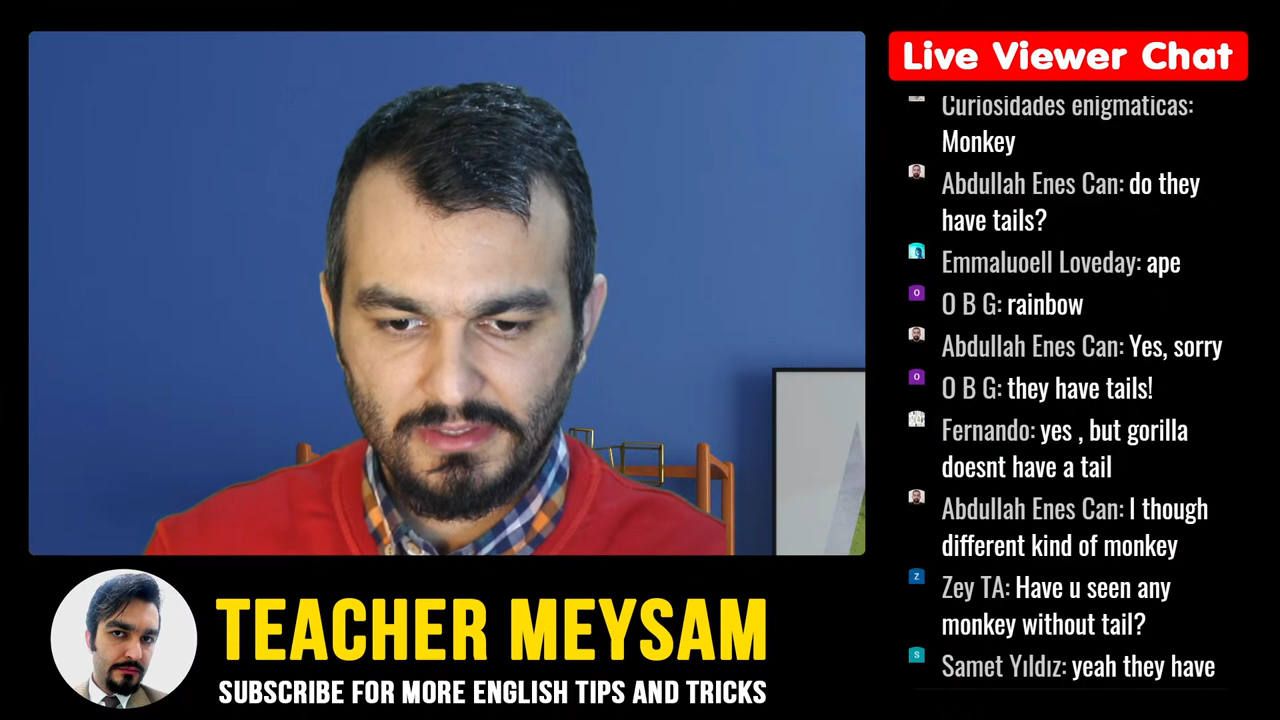 Live Viewer Chat
Curiosidades enigmaticas:
Monkey
Abdullah Enes Can: do they
have tails?
Emmaluoell Loveday: ape
O B G: rainbow
Abdullah Enes Can: Yes, sorry
O B G: they have tails!
Fernando: yes , but gorilla
doesnt have a tail
Abdullah Enes Can: I though
different kind of monkey
Zey TA: Have u seen any
monkey without tail?
Samet Yıldız: yeah they have
TEACHER MEYSAM
SUBSCRIBE FOR MORE ENGLISH TIPS AND TRICKS
O
O
Z
S